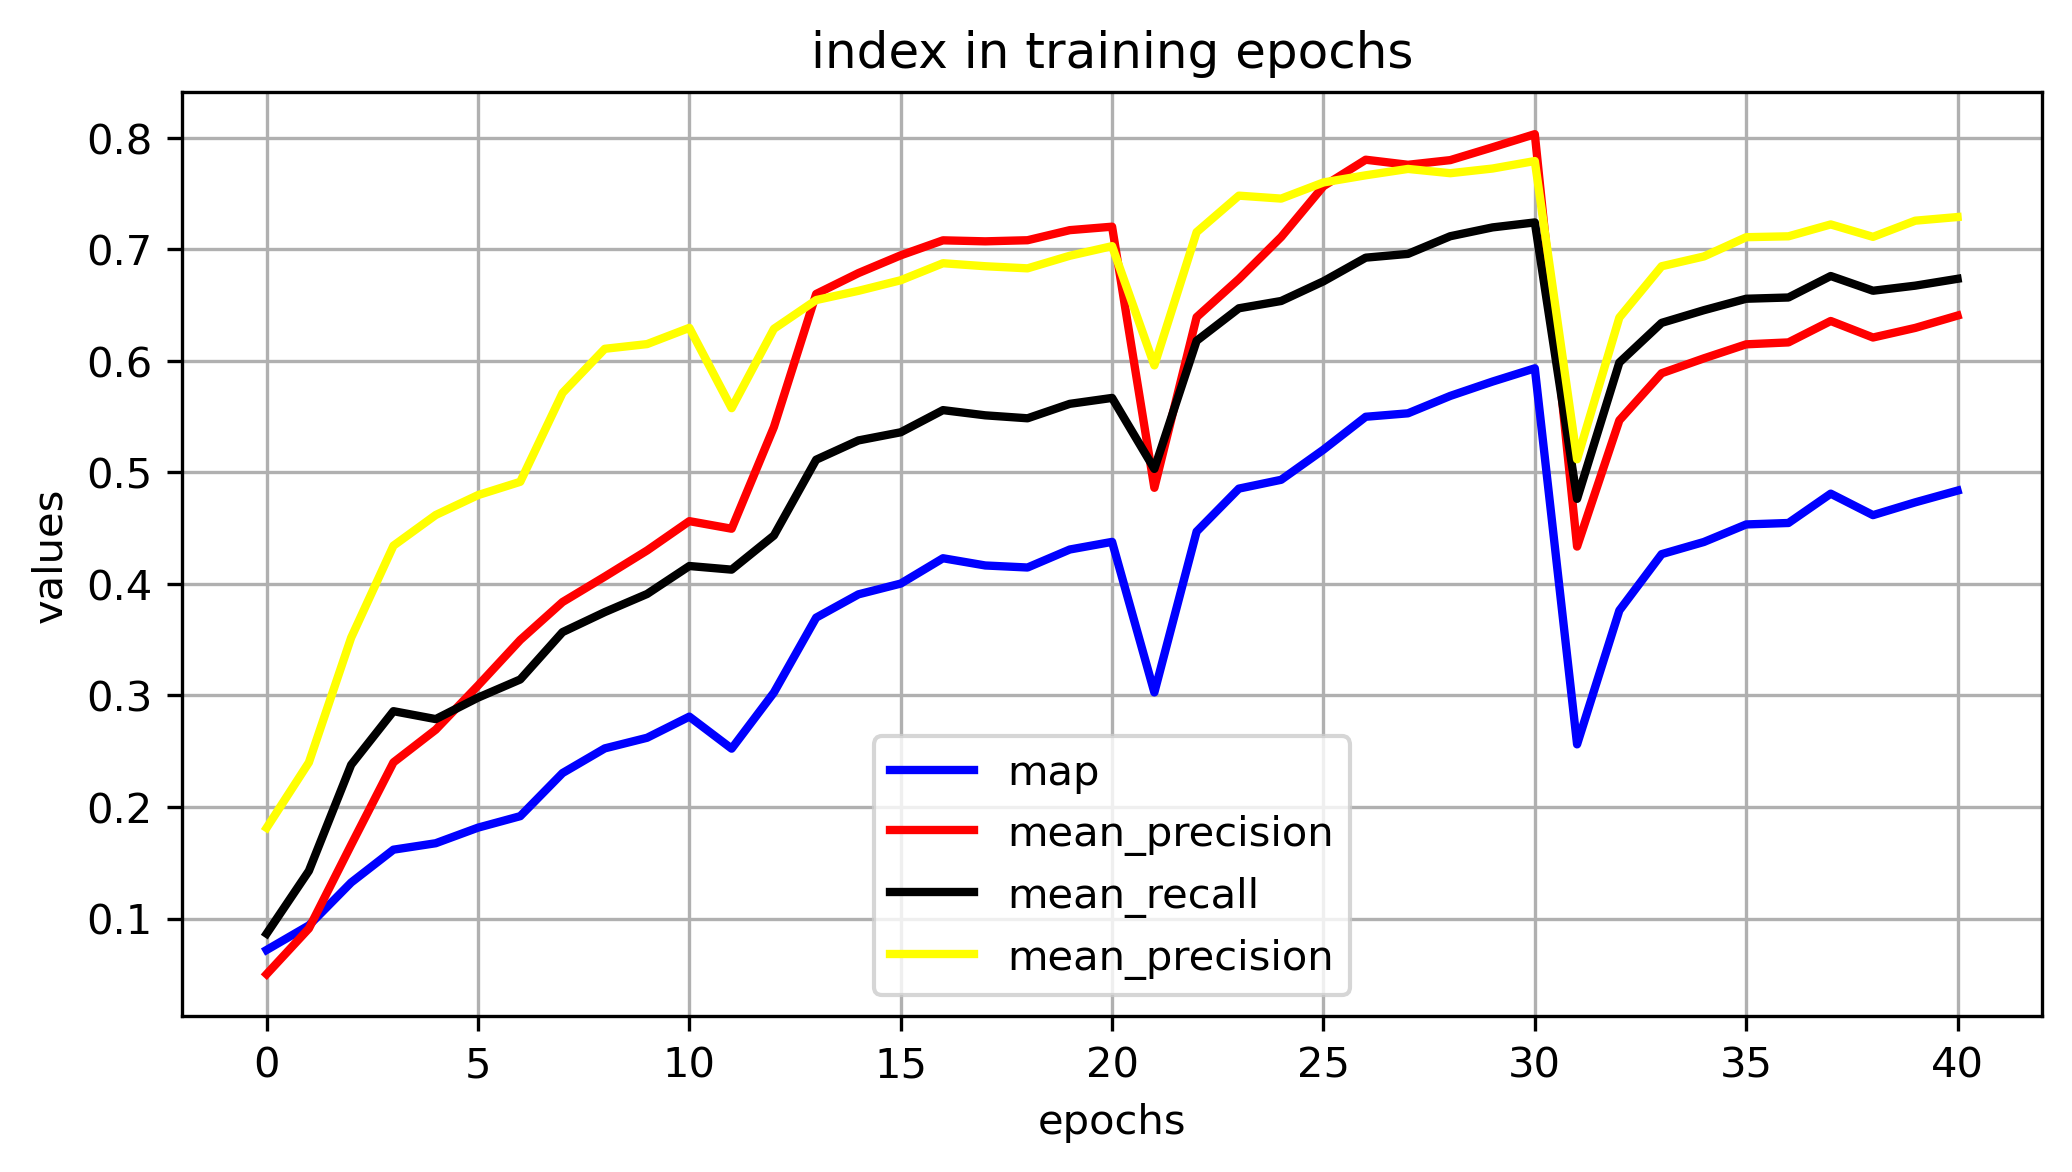 index in training epochs
values
0.8
0.7
0.6
0.5
0.4
0.3
0.2
0.1
map
mean_precision
mean_recall
mean_precision
0 5 10 15 20 25 30 35 40
epochs